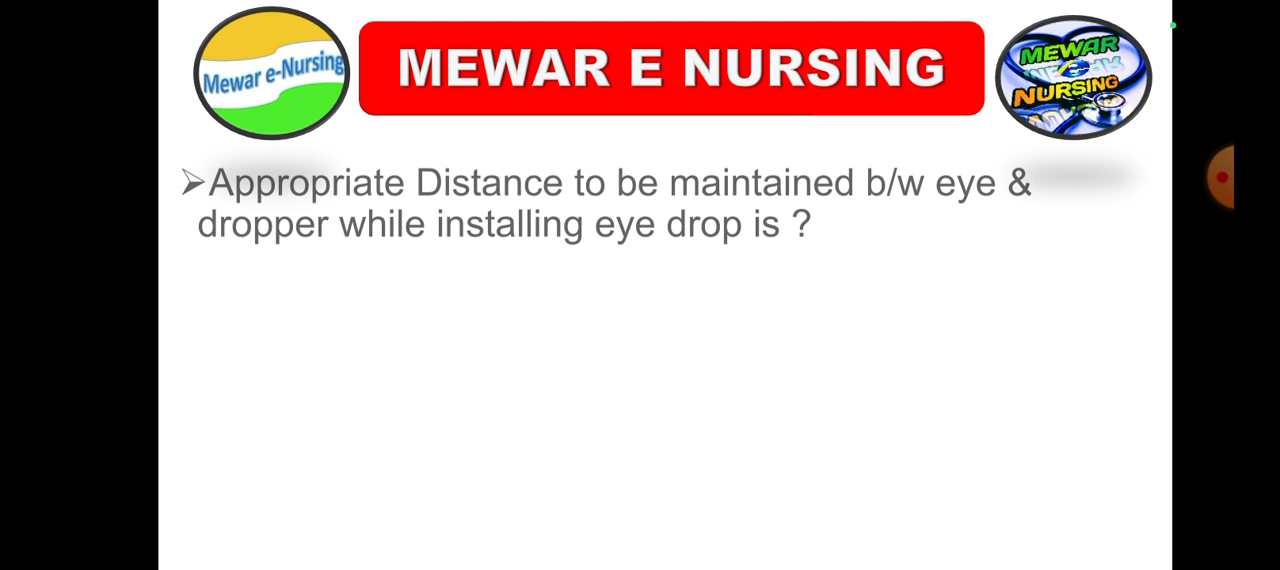 Mewar e-Nursing
MEWAR E NURSING
MEWAR
NURSING
➢Appropriate Distance to be maintained b/w eye &
dropper while installing eye drop is ?